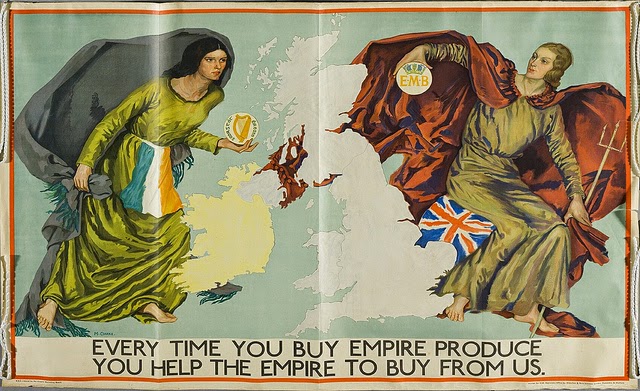 E·M·B
EVERY TIME YOU BUY EMPIRE PRODUCE
YOU HELP THE EMPIRE TO BUY FROM US.